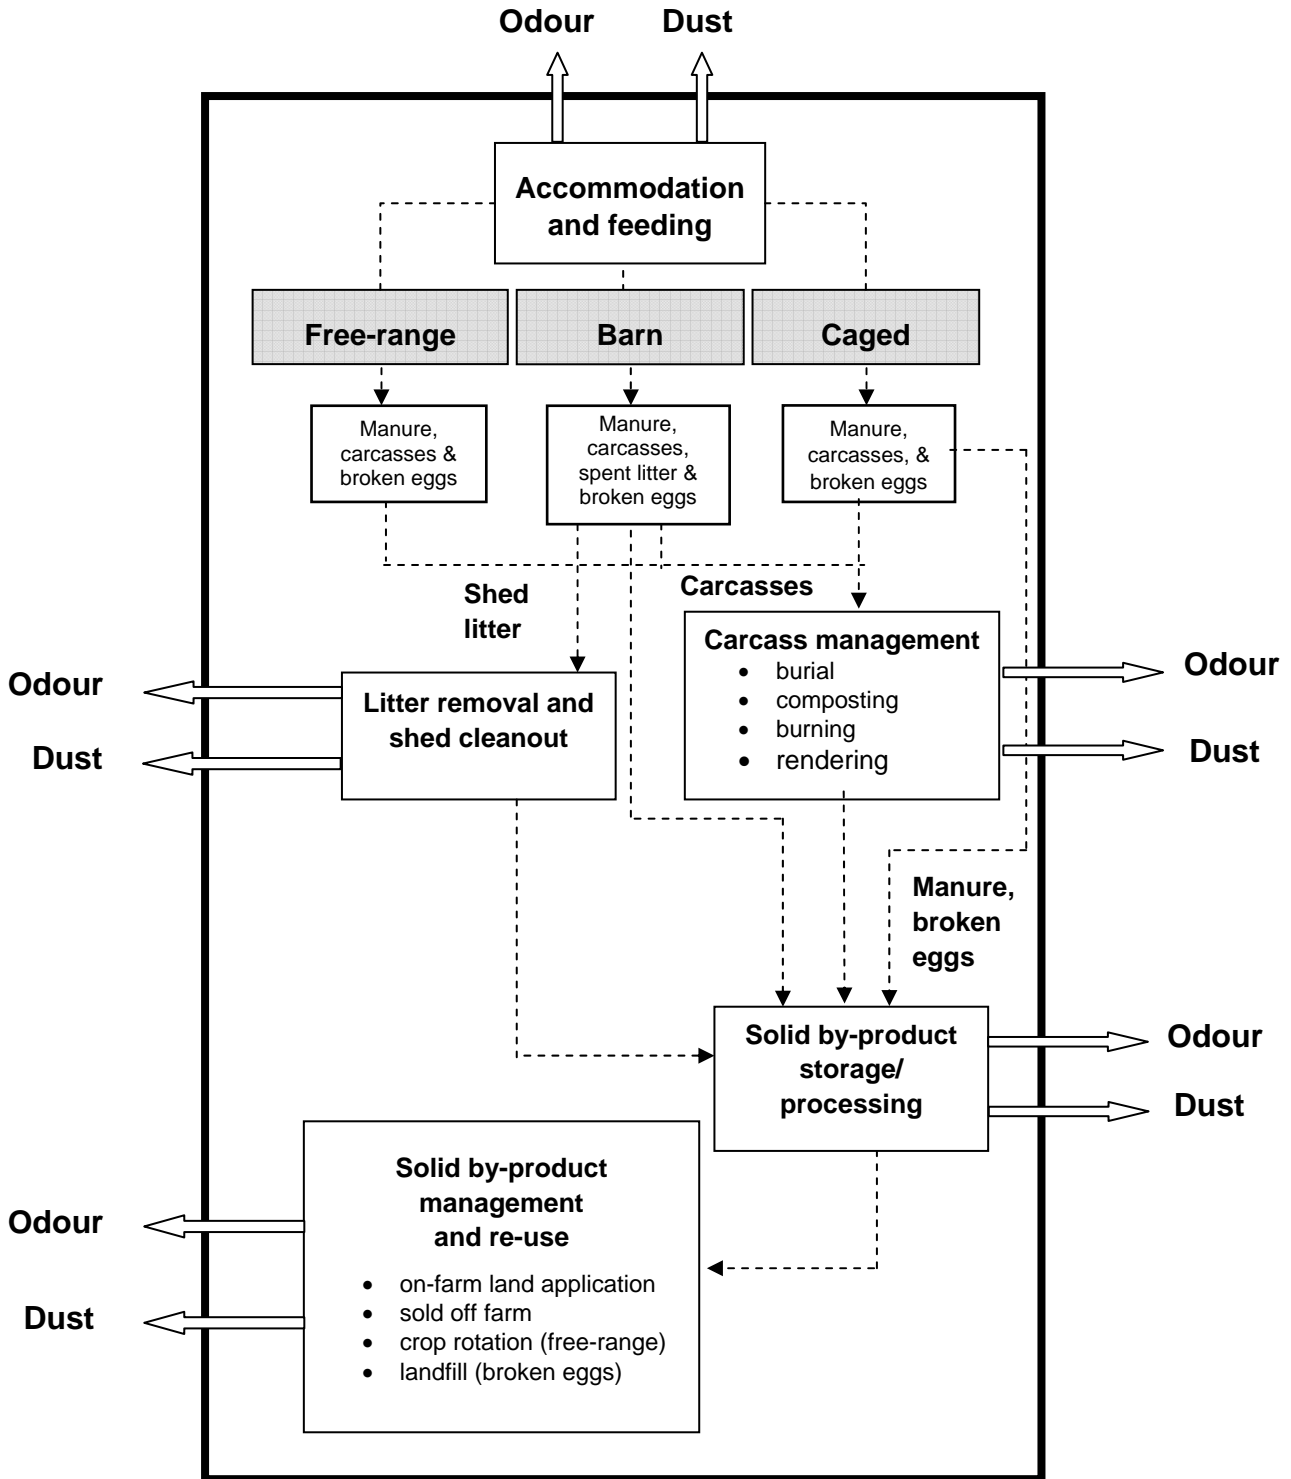 Odour Dust
Accommodation
and feeding
Free-range
Barn
Caged
Manure,
carcasses &
broken eggs
Manure,
carcasses,
spent litter &
broken eggs
Manure,
carcasses, &
broken eggs
Shed
litter
Carcasses
Litter removal and
shed cleanout
Odour
Dust
Carcass management
• burial
• composting
• burning
• rendering
Odour
Dust
Manure,
broken
eggs
Solid by-product
storage/
processing
Odour
Dust
Solid by-product
management
and re-use
• on-farm land application
• sold off farm
• crop rotation (free-range)
• landfill (broken eggs)
Odour
Dust